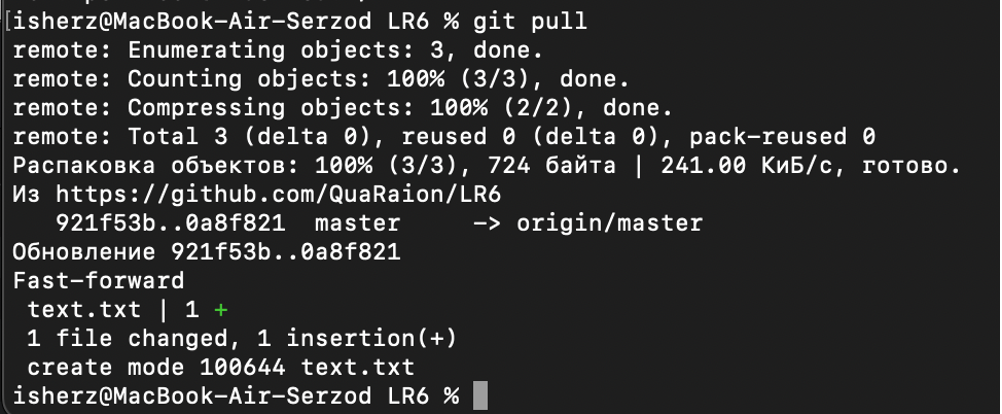 [isherz@MacBook-Air-Serzod LR6 % git pull
remote: Enumerating objects: 3, done.
remote: Counting objects: 100% (3/3), done.
remote: Compressing objects: 100% (2/2), done.
remote: Total 3 (delta 0), reused 0 (delta 0), pack-reused 0
Распаковка объектов: 100% (3/3), 724 байта | 241.00 КиБ/с, готово.
Из https://github.com/QuaRaion/LR6
   921f53b..0a8f821  master     -> origin/master
Обновление 921f53b..0a8f821
Fast-forward
 text.txt | 1 +
 1 file changed, 1 insertion(+)
 create mode 100644 text.txt
isherz@MacBook-Air-Serzod LR6 %